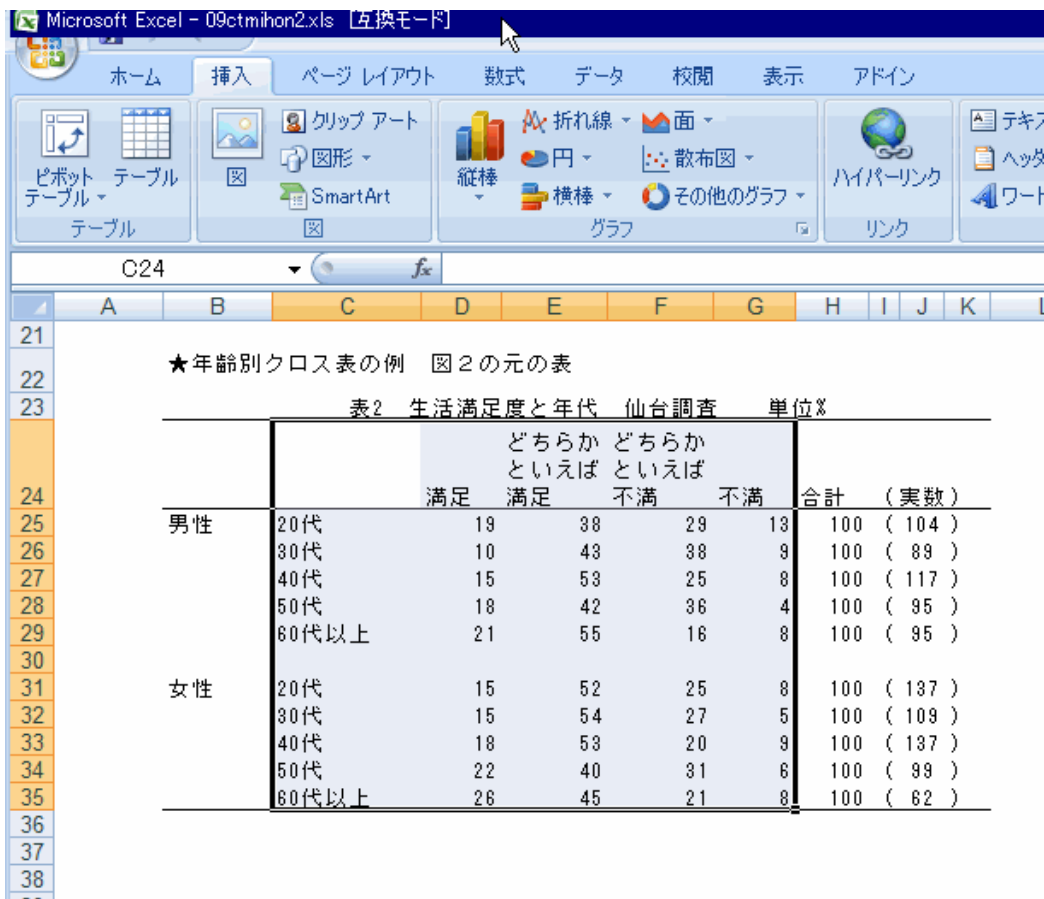 Microsoft Excel - 09ctmihon2.xls [互換モード]
ホーム 挿入 ページ レイアウト 数式 データ 校閲 表示 アドイン
ピボット
テーブル
テーブル
図
クリップ アート
図形
SmartArt
縦棒
折れ線
円
横棒
面
散布図
その他のグラフ
ハイパーリンク
テキス
ヘッダ
ワート
テーブル 図 グラフ リンク
C24 fx
A B C D E F G H I J K L
21
22 ★年齢別クロス表の例 図2の元の表
23 表2 生活満足度と年代 仙台調査 単位%
どちらか どちらか
といえば といえば
24 満足 満足 不満 不満 合計 (実数)
25 男性 20代 19 38 29 13 100 ( 104 )
26 30代 10 43 38 9 100 ( 89 )
27 40代 15 53 25 8 100 ( 117 )
28 50代 18 42 36 4 100 ( 95 )
29 60代以上 21 55 16 8 100 ( 95 )
30
31 女性 20代 15 52 25 8 100 ( 137 )
32 30代 15 54 27 5 100 ( 109 )
33 40代 18 53 20 9 100 ( 137 )
34 50代 22 40 31 6 100 ( 99 )
35 60代以上 26 45 21 8 100 ( 62 )
36
37
38